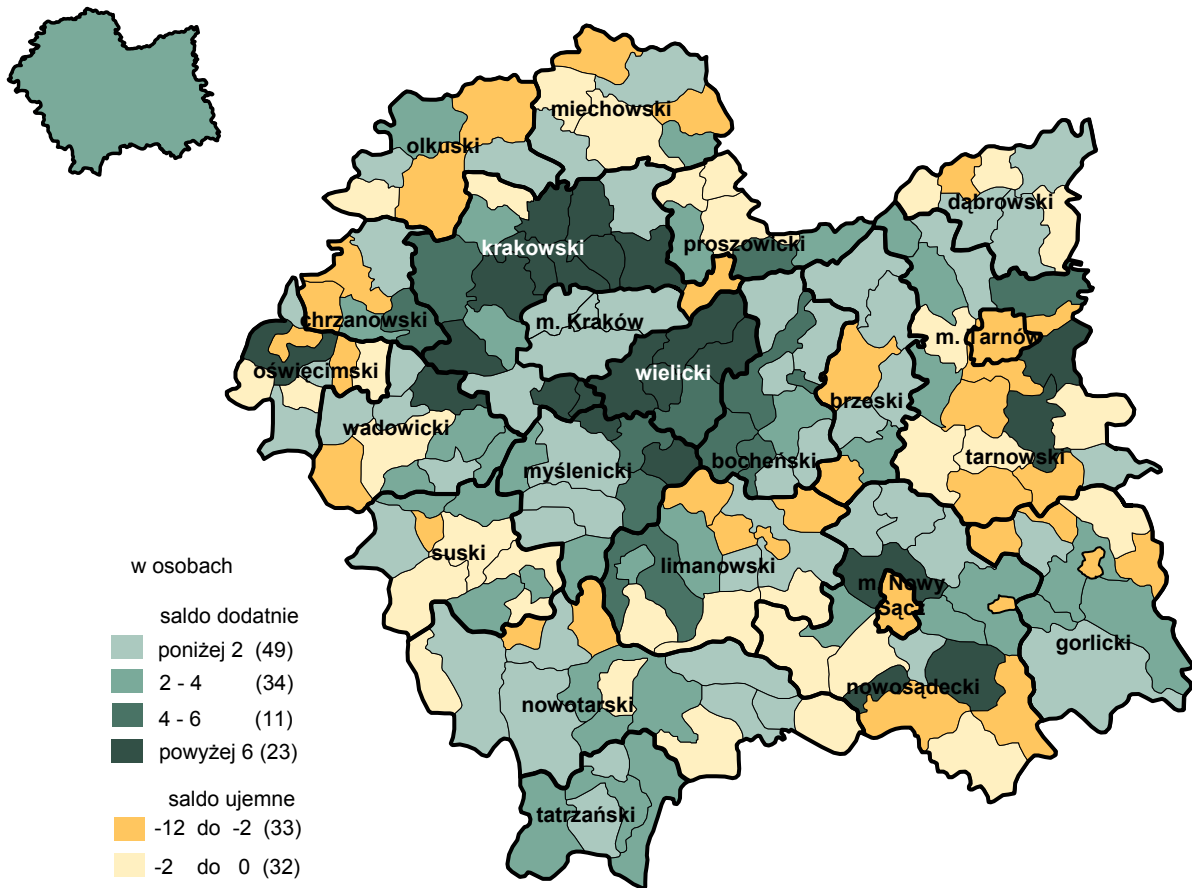 miechowski
olkuski
dąbrowski
krakowski
proszowicki
chrzanowski
m. Kraków
m. Tarnów
oświęcimski
wielicki
brzeski
wadowicki
tarnowski
myślenicki
bocheński
suski
limanowski
m. Nowy
Sącz
gorlicki
nowosądecki
nowotarski
tatrzański
w osobach
saldo dodatnie
poniżej 2 (49)
2 - 4 (34)
4 - 6 (11)
powyżej 6 (23)
saldo ujemne
-12 do -2 (33)
-2 do 0 (32)